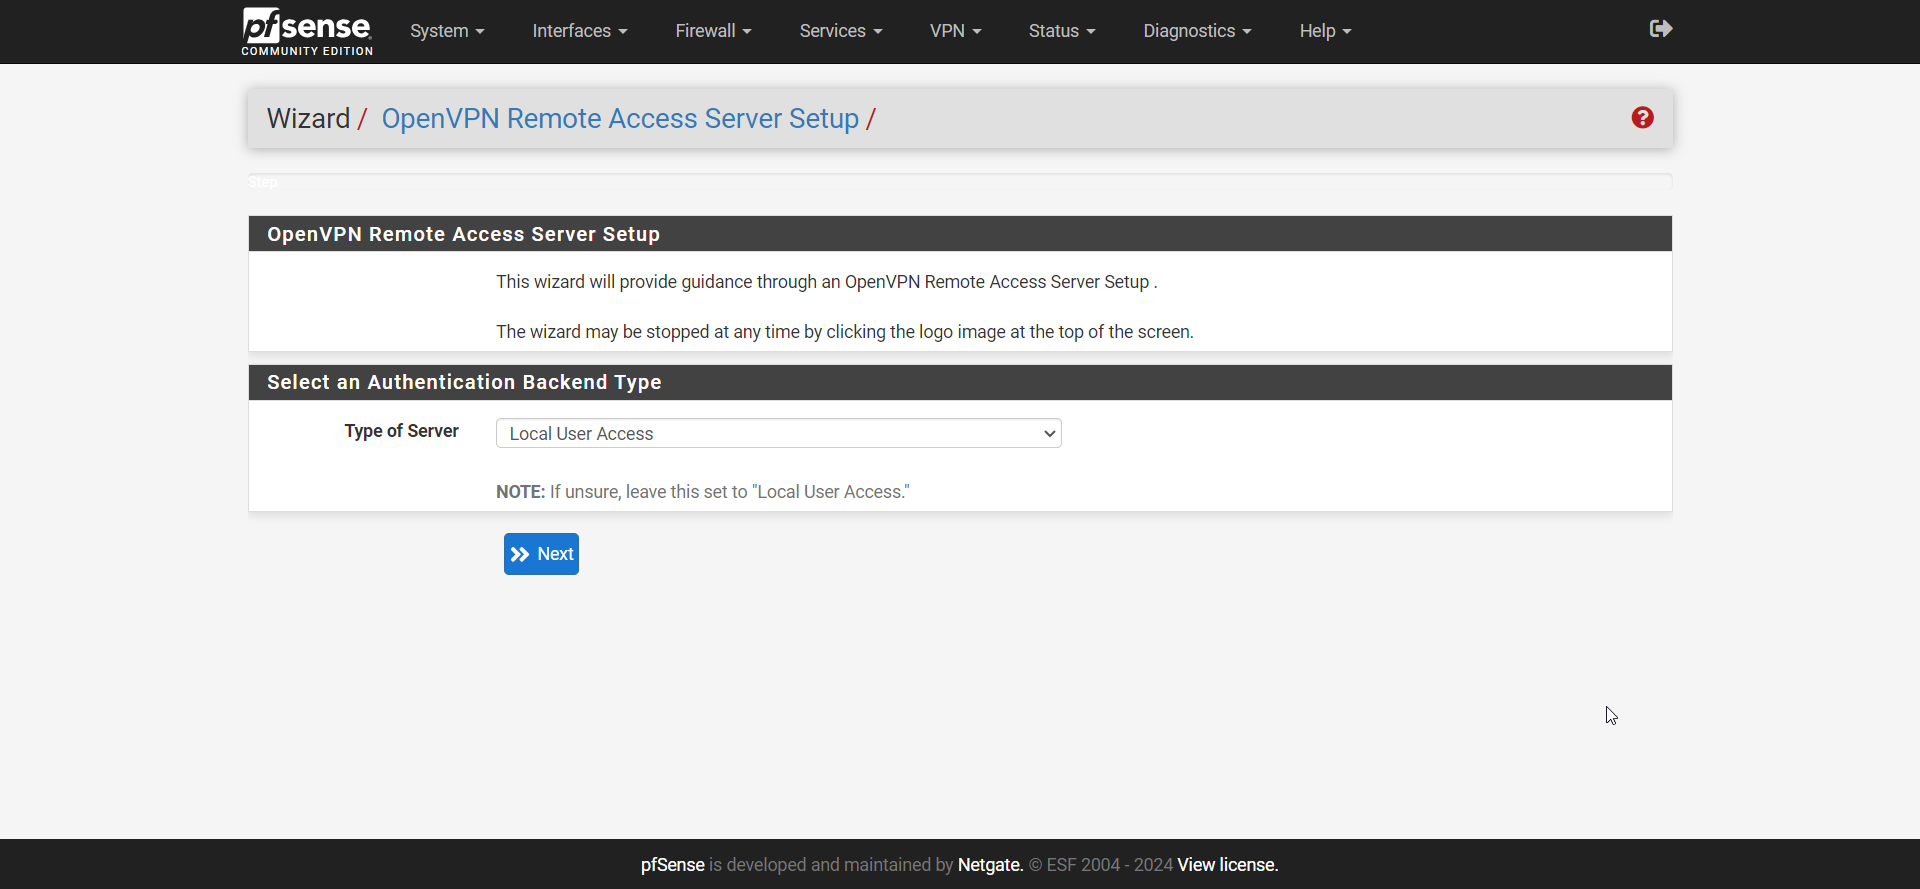 pfsense
COMMUNITY EDITION
System
Interfaces
Firewall
Services
VPN
Status
Diagnostics
Help
Wizard / OpenVPN Remote Access Server Setup /
Step
OpenVPN Remote Access Server Setup
This wizard will provide guidance through an OpenVPN Remote Access Server Setup .
The wizard may be stopped at any time by clicking the logo image at the top of the screen.
Select an Authentication Backend Type
Type of Server
Local User Access
NOTE: If unsure, leave this set to "Local User Access."
Next
pfSense is developed and maintained by Netgate. © ESF 2004 - 2024 View license.